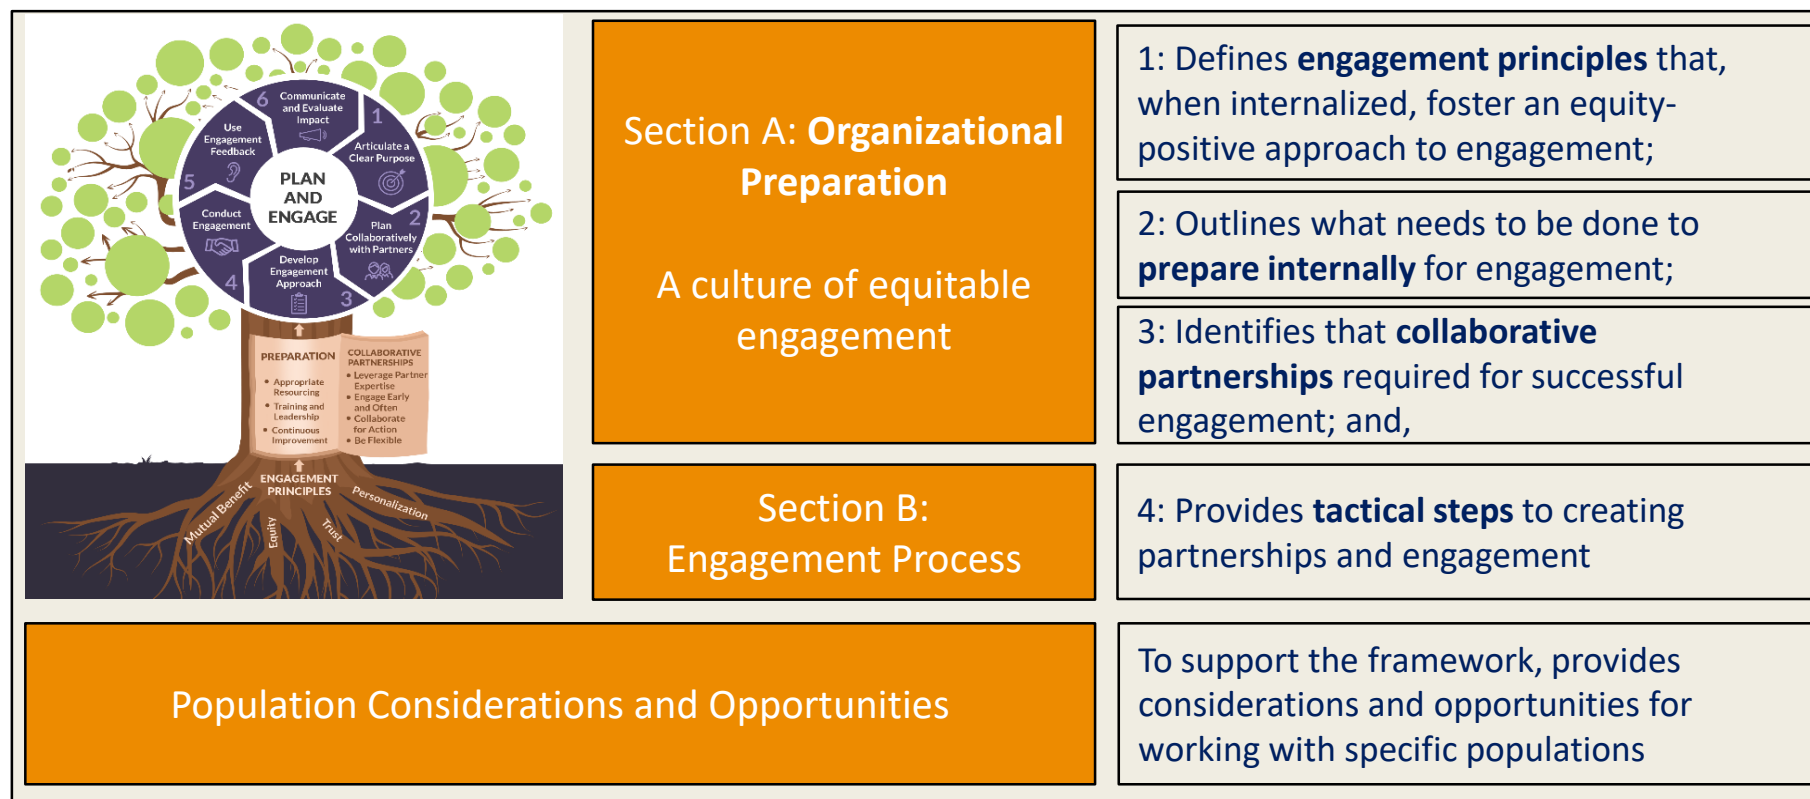 6
Communicate
and Evaluate
Impact
1
Articulate a
Clear Purpose
2
Plan
Collaboratively
with Partners
3
Develop
Engagement
Approach
4
Conduct
Engagement
5
Use
Engagement
Feedback
PLAN
AND
ENGAGE
PREPARATION
• Appropriate
Resourcing
• Training and
Leadership
• Continuous
Improvement
COLLABORATIVE
PARTNERSHIPS
• Leverage Partner
Expertise
• Engage Early
and Often
• Collaborate
for Action
• Be Flexible
ENGAGEMENT
PRINCIPLES
Mutual Benefit
Equity
Trust
Personalization
Section A: Organizational
Preparation
A culture of equitable
engagement
1: Defines engagement principles that,
when internalized, foster an equity-
positive approach to engagement;
2: Outlines what needs to be done to
prepare internally for engagement;
3: Identifies that collaborative
partnerships required for successful
engagement; and,
Section B:
Engagement Process
4: Provides tactical steps to creating
partnerships and engagement
Population Considerations and Opportunities
To support the framework, provides
considerations and opportunities for
working with specific populations